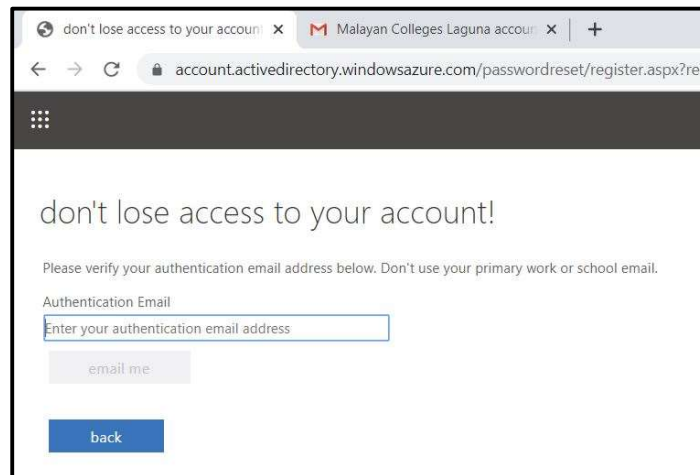 don't lose access to your accoun
Malayan Colleges Laguna accoun
account.activedirectory.windowsazure.com/passwordreset/register.aspx?re
don't lose access to your account!
Please verify your authentication email address below. Don't use your primary work or school email.
Authentication Email
Enter your authentication email address
email me
back